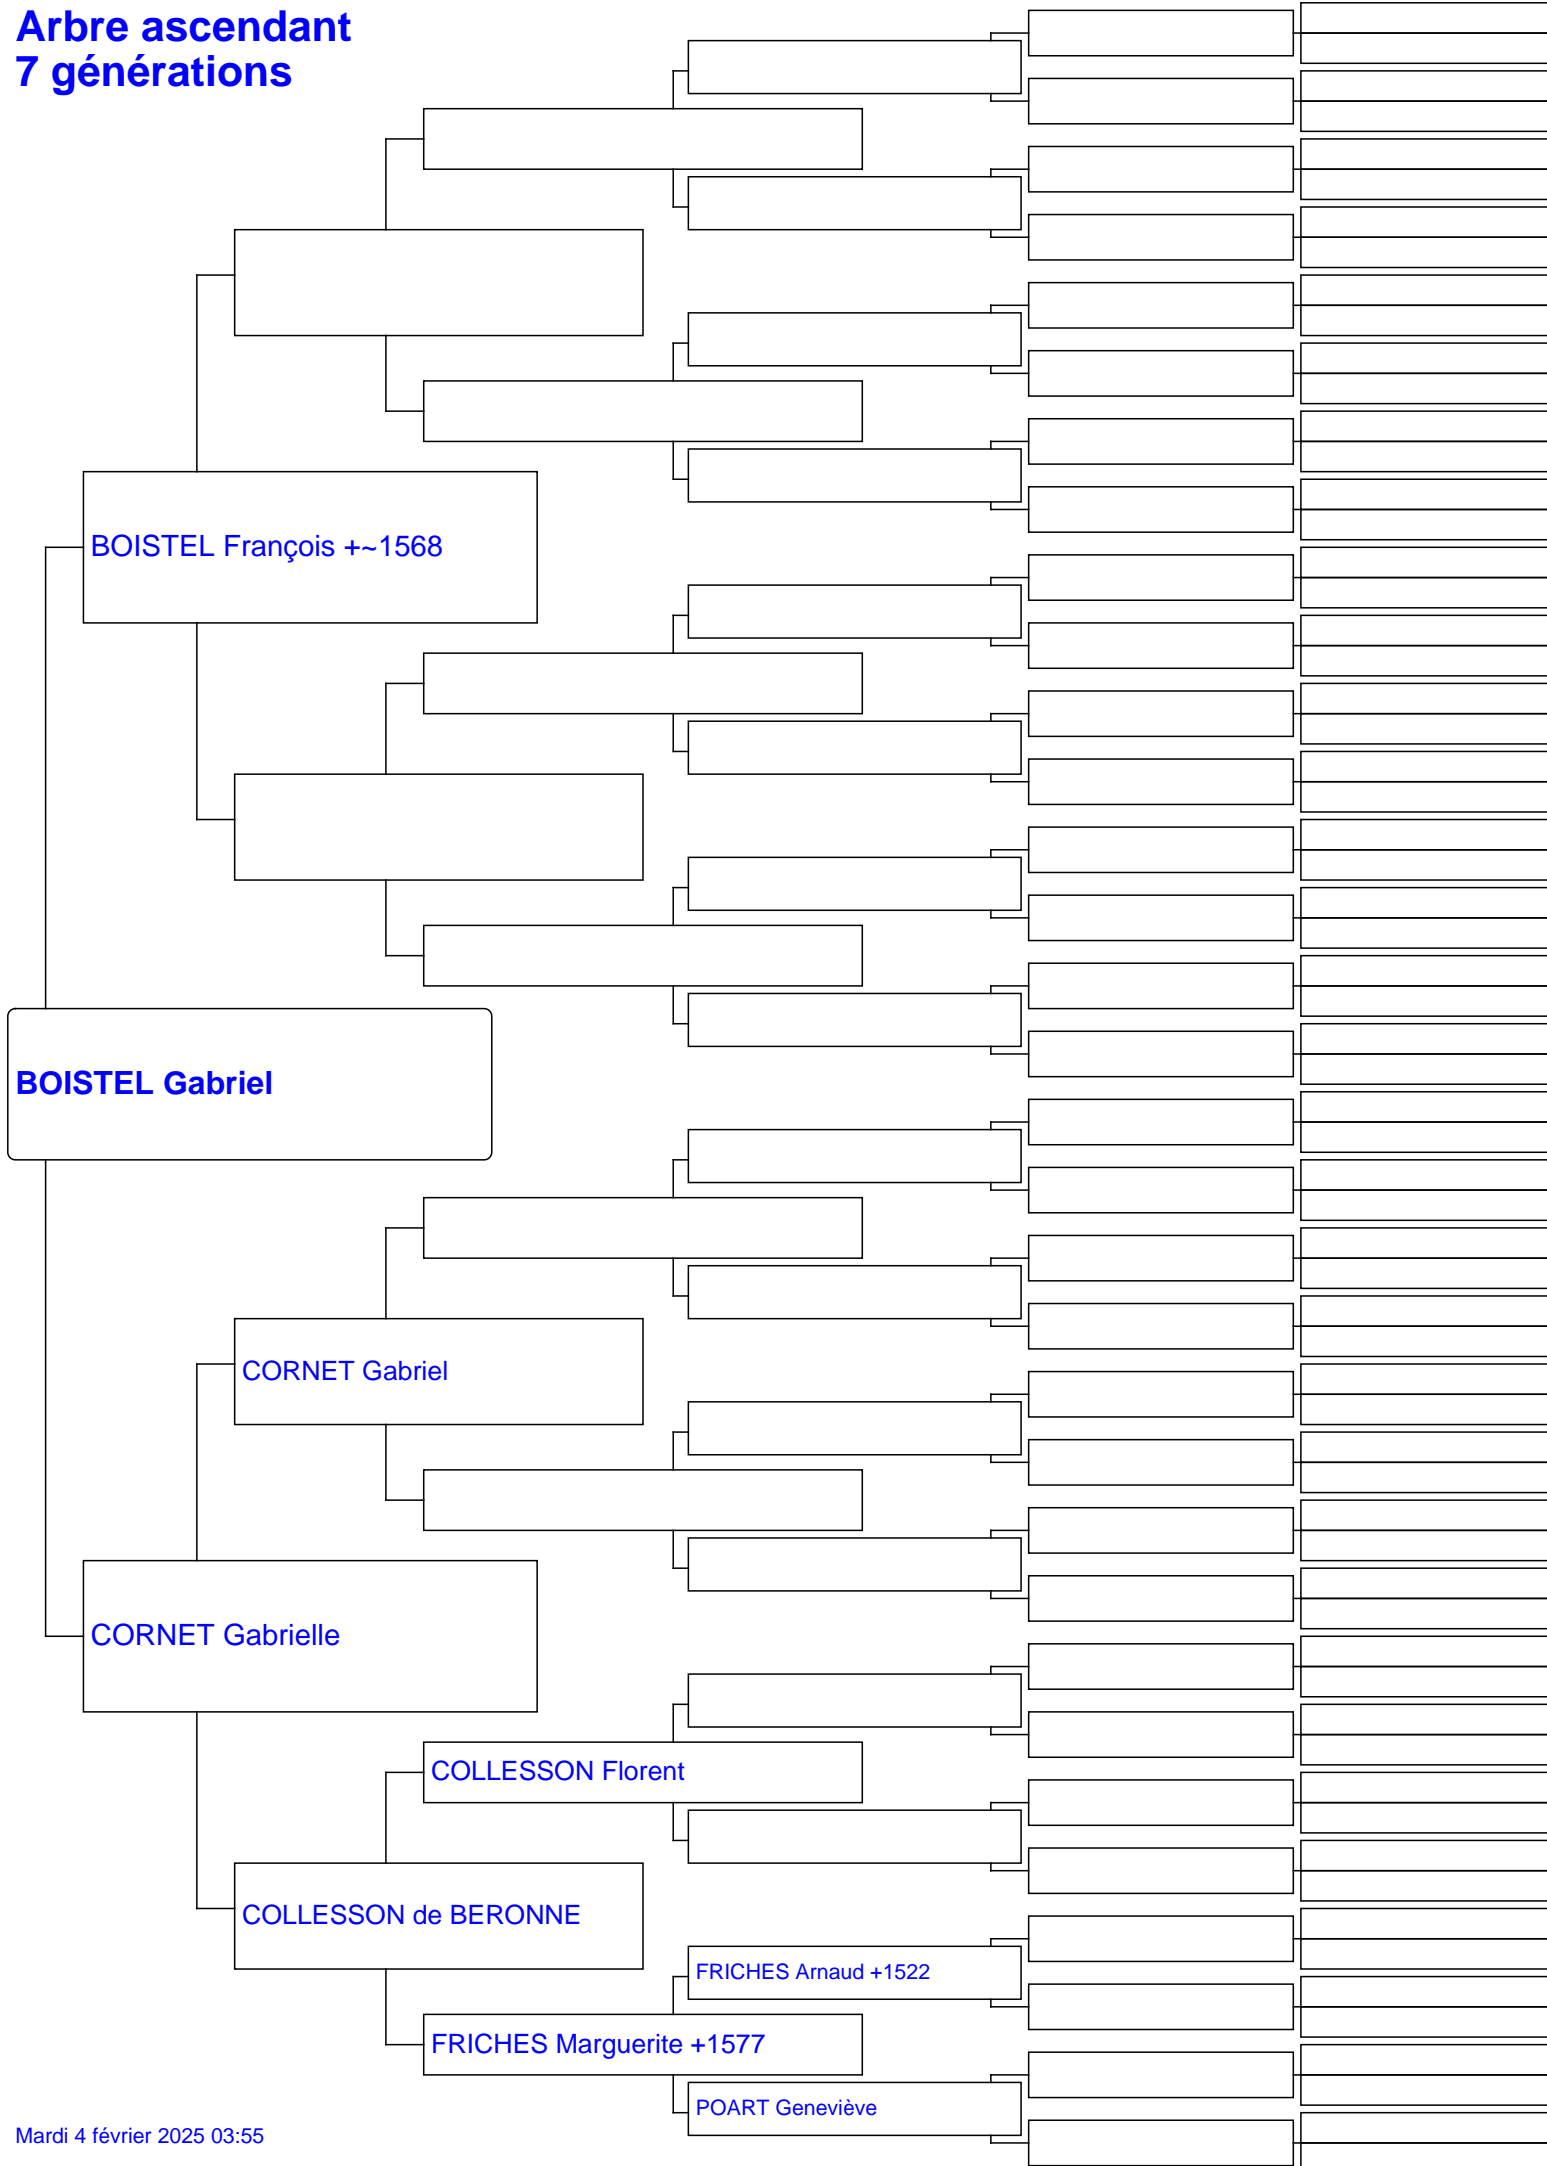 Arbre ascendant
7 générations
BOISTEL François +~1568
BOISTEL Gabriel
CORNET Gabriel
CORNET Gabrielle
COLLESSON Florent
COLLESSON de BERONNE
FRICHES Arnaud +1522
FRICHES Marguerite +1577
POART Geneviève
Mardi 4 février 2025 03:55